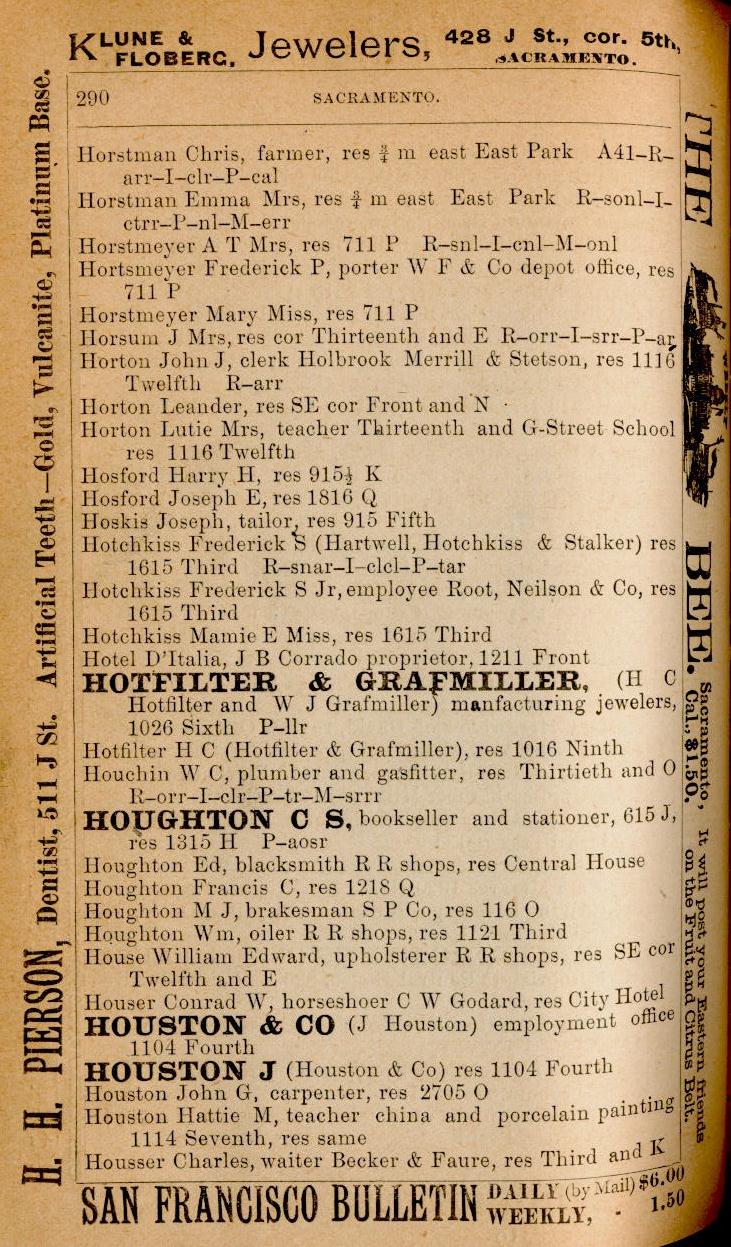 KLUNE & FLOBERG, Jewelers, 428 J St., cor. 5th, SACRAMENTO.
290 SACRAMENTO.
Horstman Chris, farmer, res ¾ m east East Park A41–R–
arr–I–clr–P–cal
Horstman Emma Mrs, res ¾ m east East Park R–sonl–I–
ctrr–P–nl–M–err
Horstmeyer A T Mrs, res 711 P R–snl–I–cnl–M–onl
Hortsmeyer Frederick P, porter W F & Co depot office, res
711 P
Horstmeyer Mary Miss, res 711 P
Horsum J Mrs, res cor Thirteenth and E R–orr–I–srr–P–ar
Horton John J, clerk Holbrook Merrill & Stetson, res 1116
Twelfth R–arr
Horton Leander, res SE cor Front and N
Horton Lutie Mrs, teacher Thirteenth and G-Street School
res 1116 Twelfth
Hosford Harry H, res 915½ K
Hosford Joseph E, res 1816 Q
Hoskis Joseph, tailor, res 915 Fifth
Hotchkiss Frederick S (Hartwell, Hotchkiss & Stalker) res
1615 Third R–snar–I–clcl–P–tar
Hotchkiss Frederick S Jr, employee Root, Neilson & Co, res
1615 Third
Hotchkiss Mamie E Miss, res 1615 Third
Hotel D'Italia, J B Corrado proprietor, 1211 Front
HOTFILTER & GRAFMILLER, (H C
Hotfilter and W J Grafmiller) manfacturing jewelers,
1026 Sixth P–llr
Hotfilter H C (Hotfilter & Grafmiller), res 1016 Ninth
Houchin W C, plumber and gasfitter, res Thirtieth and O
R–orr–I–clr–P–tr–M–srrr
HOUGHTON C S, bookseller and stationer, 615 J,
res 1315 H P–aosr
Houghton Ed, blacksmith R R shops, res Central House
Houghton Francis C, res 1218 Q
Houghton M J, brakesman S P Co, res 116 O
Houghton Wm, oiler R R shops, res 1121 Third
House William Edward, upholsterer R R shops, res SE cor
Twelfth and E
Houser Conrad W, horseshoer C W Godard, res City Hotel
HOUSTON & CO (J Houston) employment office
1104 Fourth
HOUSTON J (Houston & Co) res 1104 Fourth
Houston John G, carpenter, res 2705 O
Houston Hattie M, teacher china and porcelain painting
1114 Seventh, res same
Housser Charles, waiter Becker & Faure, res Third and K
SAN FRANCISCO BULLETIN DAILY (by Mail) $6.00
WEEKLY, - 1.50
H. H. PIERSON, Dentist, 511 J St. Artificial Teeth—Gold, Vulcanite, Platinum Base.
THE BEE. Sacramento, Cal., $1.50. It will post your Eastern friends on the Fruit and Citrus Belt.